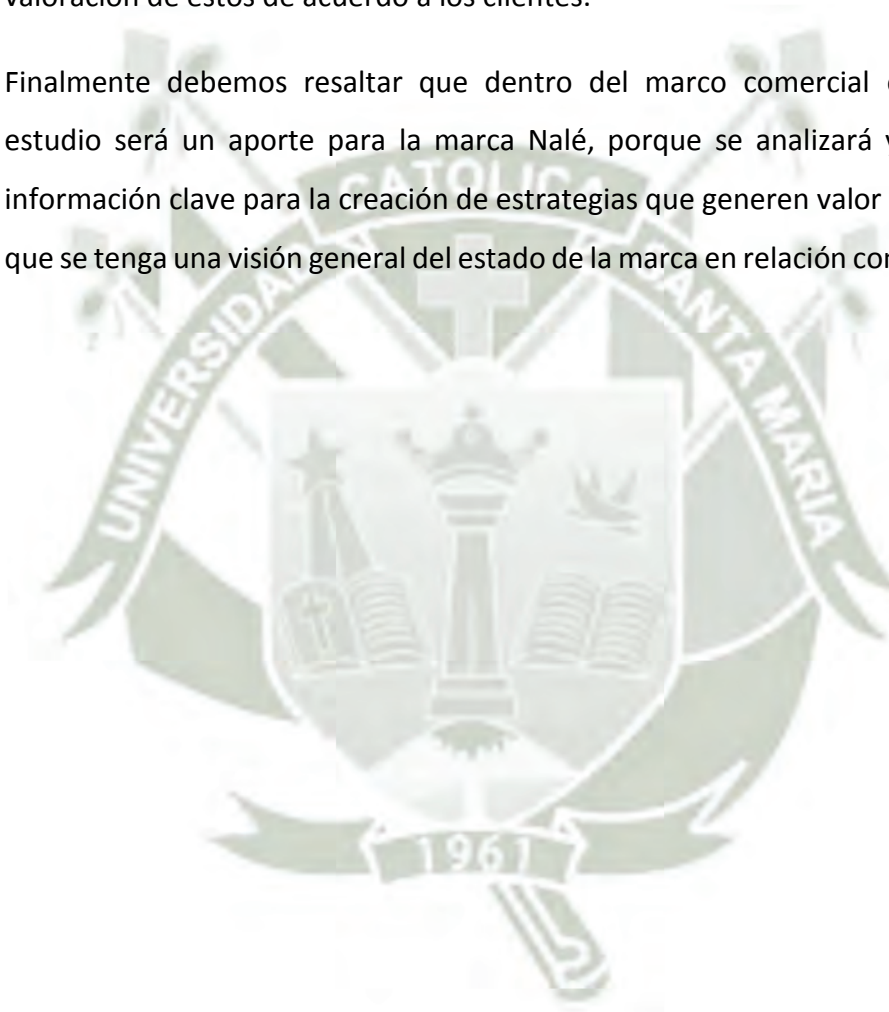 valoración de estos de acuerdo a los clientes.
Finalmente debemos resaltar que dentro del marco comercial
estudio será un aporte para la marca Nalé, porque se analizará
información clave para la creación de estrategias que generen valor
que se tenga una visión general del estado de la marca en relación con
UNIVERSIDAD CATOLICA SANTA MARIA
1961